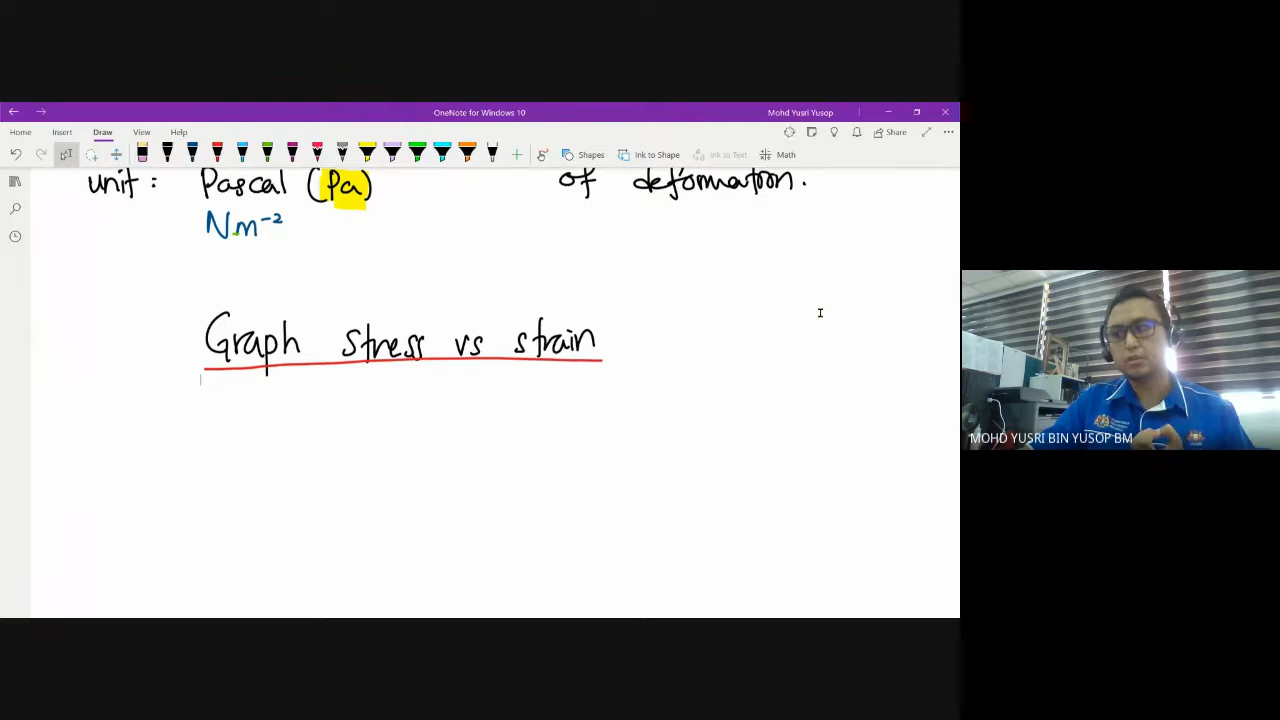 OneNote for Windows 10
Mohd Yusri Yusop
Home Insert Draw View Help
Share
Shapes Ink to Shape Ink to Text Math
unit : Pascal (Pa)
of deformation.
Nm⁻²
Graph stress vs strain
MOHD YUSRI BIN YUSOP BM